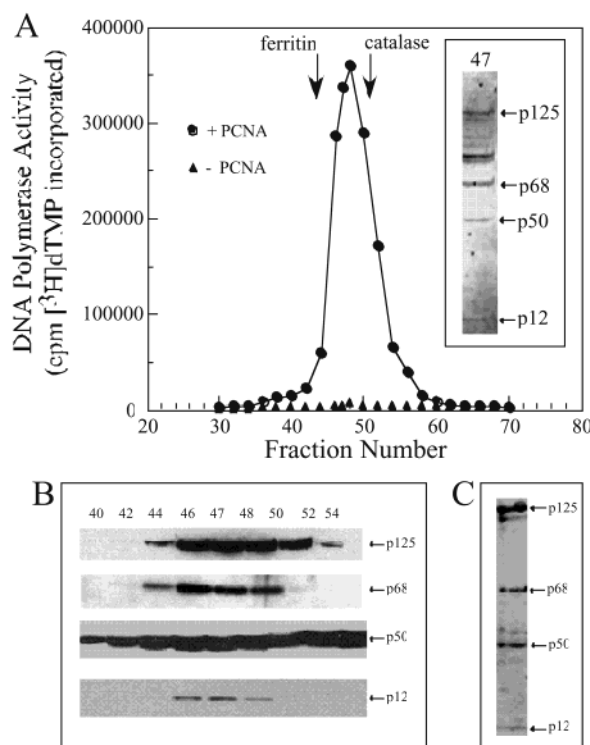 A
DNA Polymerase Activity
(cpm [³H]dTMP incorporated)
400000
300000
200000
100000
0
ferritin
catalase
+ PCNA
- PCNA
20 30 40 50 60 70 80
Fraction Number
47
p125
p68
p50
p12
B
40 42 44 46 47 48 50 52 54
p125
p68
p50
p12
C
p125
p68
p50
p12